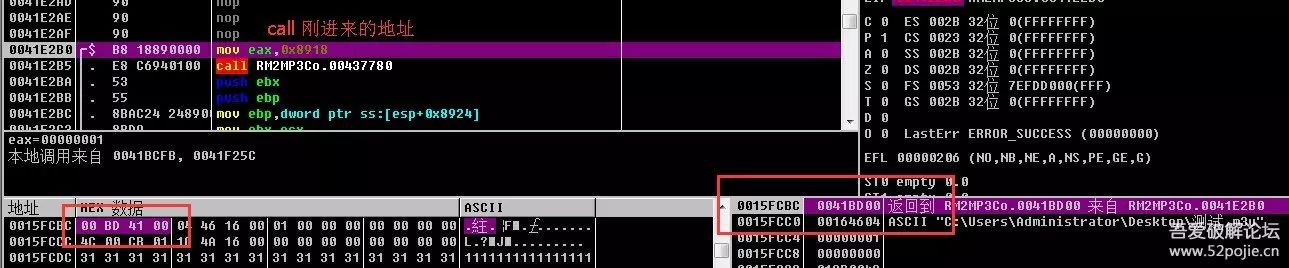 0041E2AD 90 nop
0041E2AE 90 nop
0041E2AF 90 nop
call 刚进来的地址
0041E2B0 $ B8 18890000 mov eax,0x8918
0041E2B5 . E8 C6940100 call RM2MP3Co.00437780
0041E2BA . 53 push ebx
0041E2BB . 55 push ebp
0041E2BC . 8BAC24 24890 mov ebp,dword ptr ss:[esp+0x8924]
eax=00000001
本地调用来自 0041BCFB, 0041F25C
C 0 ES 002B 32位 0(FFFFFFFF)
P 1 CS 0023 32位 0(FFFFFFFF)
A 0 SS 002B 32位 0(FFFFFFFF)
Z 0 DS 002B 32位 0(FFFFFFFF)
S 0 FS 0053 32位 7EFDD000(FFF)
T 0 GS 002B 32位 0(FFFFFFFF)
D 0
O 0 LastErr ERROR_SUCCESS (00000000)
EFL 00000206 (NO,NB,NE,A,NS,PE,GE,G)
ST0 empty 0.0
地址 HEX 数据 ASCII
0015FCBC 00 BD 41 00 04 46 16 00 01 00 00 00 00 00 00 00
0015FCCC 4C 00 CB 01 10 4A 16 00 00 00 00 00 00 00 00 00 L.?
0015FCDC 31 31 31 31 31 31 31 31 31 31 31 31 31 31 31 31 1111111111111111
0015FCBC 0041BD00 返回到 RM2MP3Co.0041BD00 来自 RM2MP3Co.0041E2B0
0015FCC0 00164604 ASCII "C:\Users\Administrator\Desktop\测试.m3u"
0015FCC4 00000000
0015FCC8 00000000
吾爱破解论坛
www.52pojie.cn